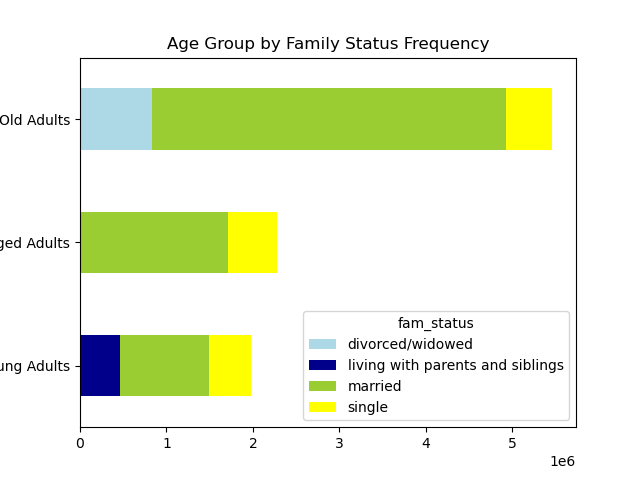 Age Group by Family Status Frequency
Old Adults
ged Adults
ung Adults
fam_status
divorced/widowed
living with parents and siblings
married
single
0 1 2 3 4 5
1e6